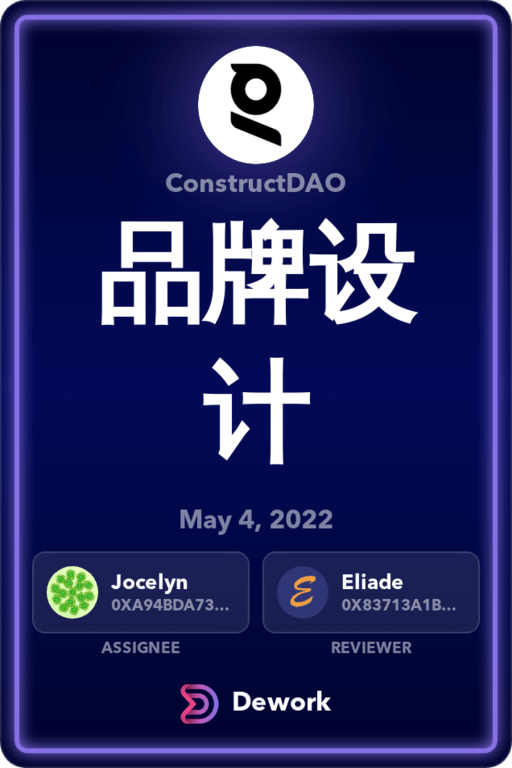 ConstructDAO
品牌设
计
May 4, 2022
Jocelyn
0XA94BDA73...
ASSIGNEE
Eliade
0X83713A1B...
REVIEWER
Dework